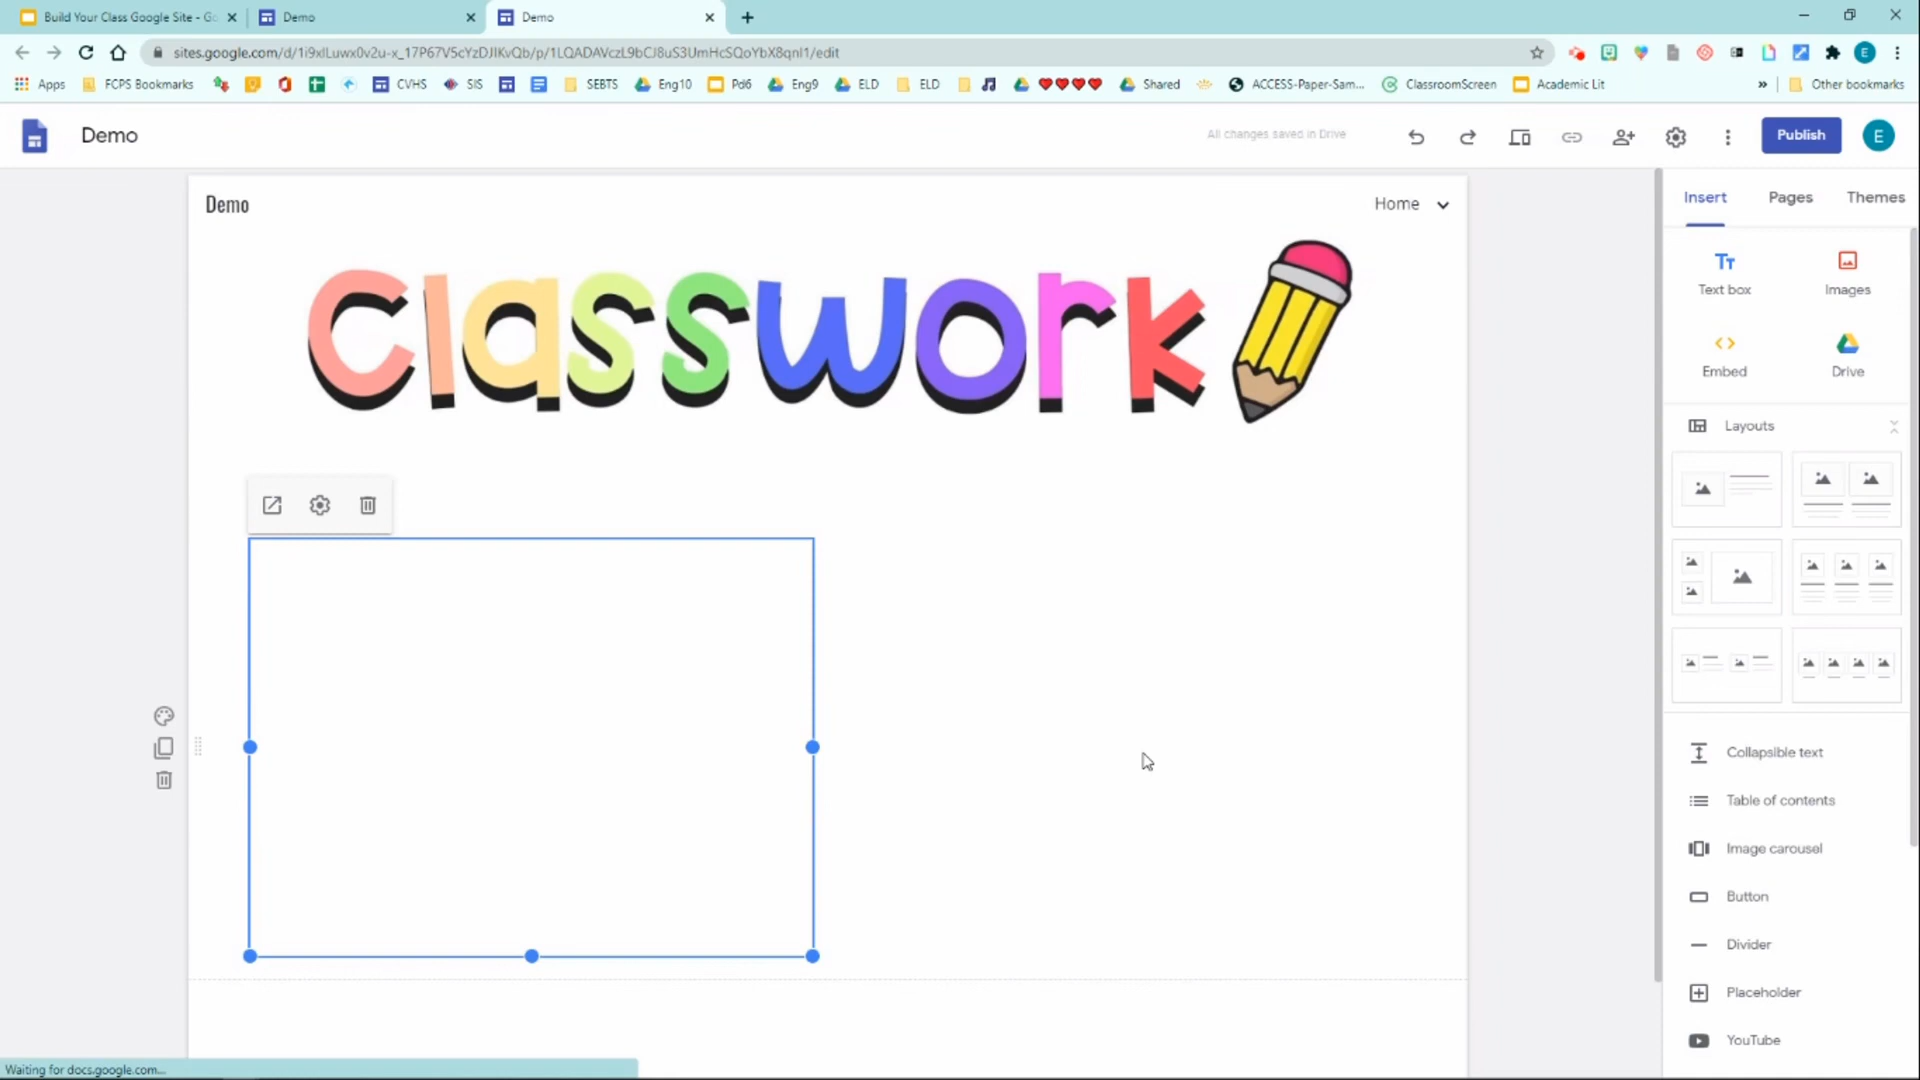 Build Your Class Google Site - Go
Demo
Demo
sites.google.com/d/1i9xlLuwx0v2u-x_17P67V5cYzDJIKvQb/p/1LQADAVczL9bCJ8uS3UmHcSQoYbX8qnl1/edit
E
Apps
FCPS Bookmarks
CVHS
SIS
SEBTS
Eng10
Pd6
Eng9
ELD
ELD
Shared
ACCESS-Paper-Sam...
ClassroomScreen
Academic Lit
»
Other bookmarks
Demo
All changes saved in Drive
Publish
E
Demo
Home
Insert
Pages
Themes
classwork
Tt
Text box
Images
Embed
Drive
Layouts
Collapsible text
Table of contents
Image carousel
Button
Divider
Placeholder
YouTube
Waiting for docs.google.com...